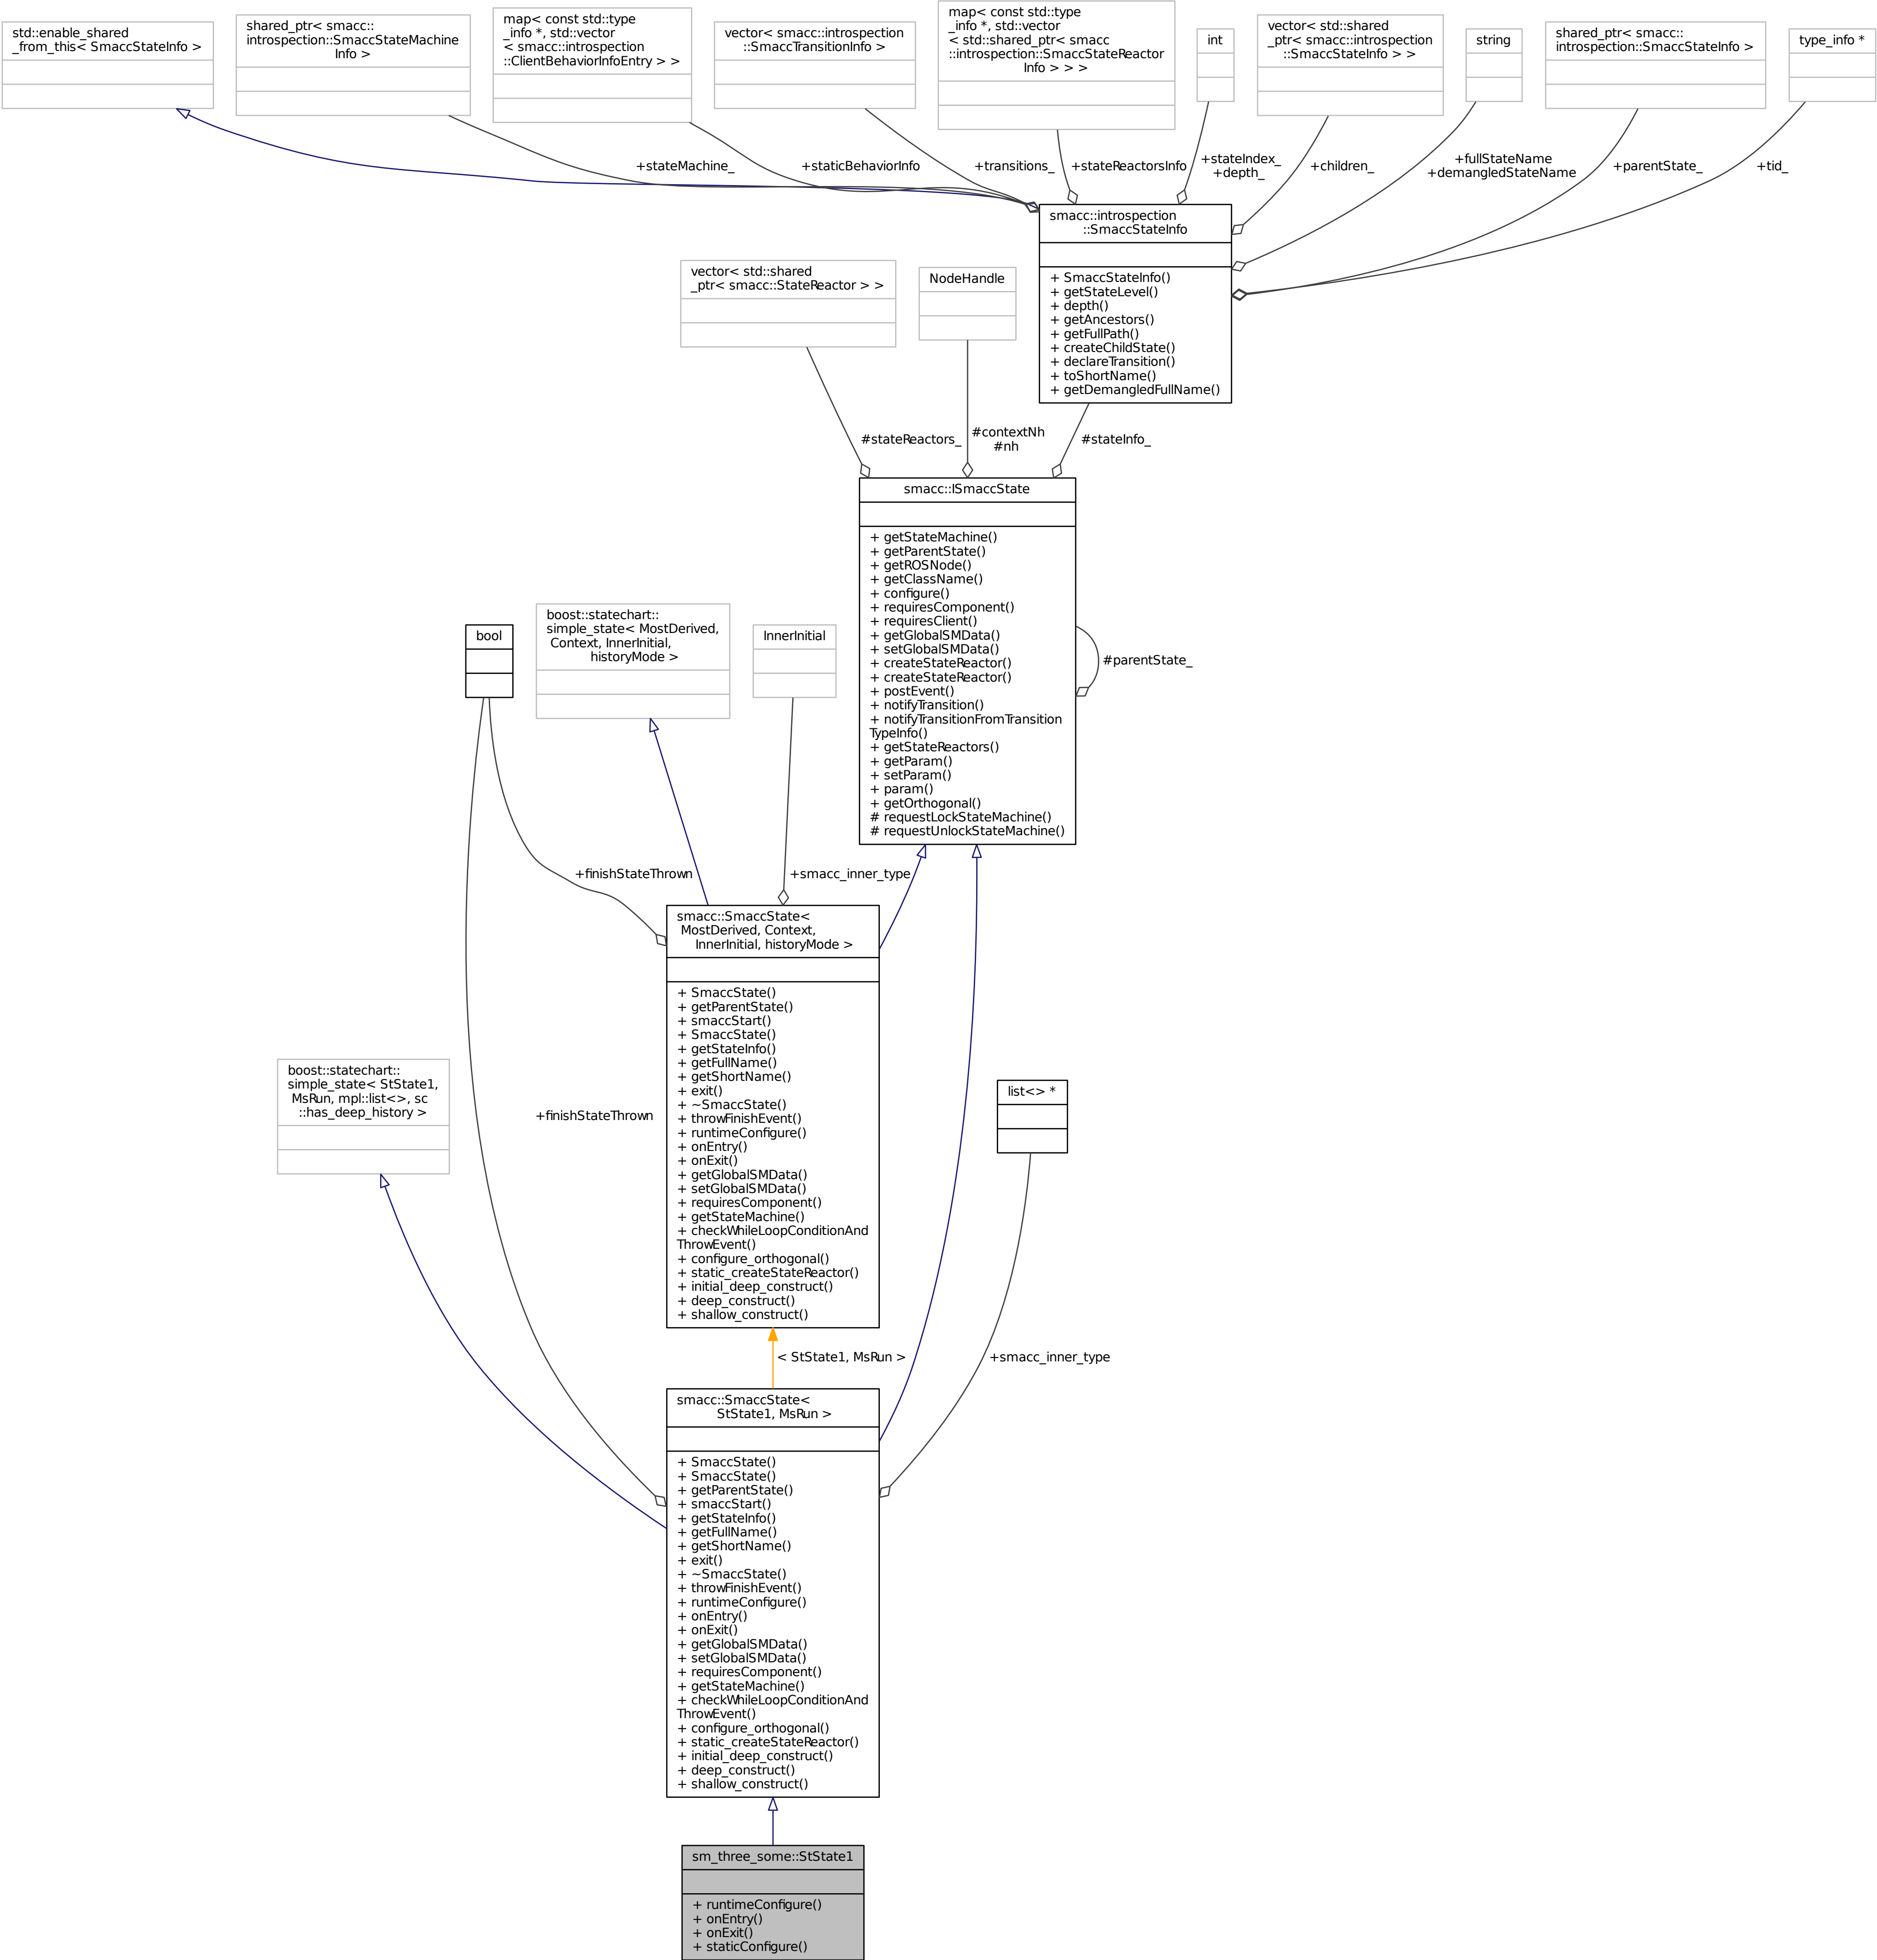 std::enable_shared
_from_this< SmaccStateInfo >
shared_ptr< smacc::
introspection::SmaccStateMachine
Info >
map< const std::type
_info *, std::vector
< smacc::introspection
::ClientBehaviorInfoEntry > >
vector< smacc::introspection
::SmaccTransitionInfo >
map< const std::type
_info *, std::vector
< std::shared_ptr< smacc
::introspection::SmaccStateReactor
Info > > >
int
vector< std::shared
_ptr< smacc::introspection
::SmaccStateInfo > >
string
shared_ptr< smacc::
introspection::SmaccStateInfo >
type_info *
+stateMachine_
+staticBehaviorInfo
+transitions_
+stateReactorsInfo
+stateIndex_
+depth_
+children_
+fullStateName
+demangledStateName
+parentState_
+tid_
smacc::introspection
::SmaccStateInfo
+ SmaccStateInfo()
+ getStateLevel()
+ depth()
+ getAncestors()
+ getFullPath()
+ createChildState()
+ declareTransition()
+ toShortName()
+ getDemangledFullName()
vector< std::shared
_ptr< smacc::StateReactor > >
NodeHandle
#stateReactors_
#contextNh
#nh
#stateInfo_
smacc::ISmaccState
+ getStateMachine()
+ getParentState()
+ getROSNode()
+ getClassName()
+ configure()
+ requiresComponent()
+ requiresClient()
+ getGlobalSMData()
+ setGlobalSMData()
+ createStateReactor()
+ createStateReactor()
+ postEvent()
+ notifyTransition()
+ notifyTransitionFromTransition
TypeInfo()
+ getStateReactors()
+ getParam()
+ setParam()
+ param()
+ getOrthogonal()
# requestLockStateMachine()
# requestUnlockStateMachine()
#parentState_
bool
boost::statechart::
simple_state< MostDerived,
Context, InnerInitial,
historyMode >
InnerInitial
+finishStateThrown
+smacc_inner_type
smacc::SmaccState<
MostDerived, Context,
InnerInitial, historyMode >
+ SmaccState()
+ getParentState()
+ smaccStart()
+ SmaccState()
+ getStateInfo()
+ getFullName()
+ getShortName()
+ exit()
+ ~SmaccState()
+ throwFinishEvent()
+ runtimeConfigure()
+ onEntry()
+ onExit()
+ getGlobalSMData()
+ setGlobalSMData()
+ requiresComponent()
+ getStateMachine()
+ checkWhileLoopConditionAnd
ThrowEvent()
+ configure_orthogonal()
+ static_createStateReactor()
+ initial_deep_construct()
+ deep_construct()
+ shallow_construct()
boost::statechart::
simple_state< StState1,
MsRun, mpl::list<>, sc
::has_deep_history >
+finishStateThrown
list<> *
< StState1, MsRun >
+smacc_inner_type
smacc::SmaccState<
StState1, MsRun >
+ SmaccState()
+ SmaccState()
+ getParentState()
+ smaccStart()
+ getStateInfo()
+ getFullName()
+ getShortName()
+ exit()
+ ~SmaccState()
+ throwFinishEvent()
+ runtimeConfigure()
+ onEntry()
+ onExit()
+ getGlobalSMData()
+ setGlobalSMData()
+ requiresComponent()
+ getStateMachine()
+ checkWhileLoopConditionAnd
ThrowEvent()
+ configure_orthogonal()
+ static_createStateReactor()
+ initial_deep_construct()
+ deep_construct()
+ shallow_construct()
sm_three_some::StState1
+ runtimeConfigure()
+ onEntry()
+ onExit()
+ staticConfigure()